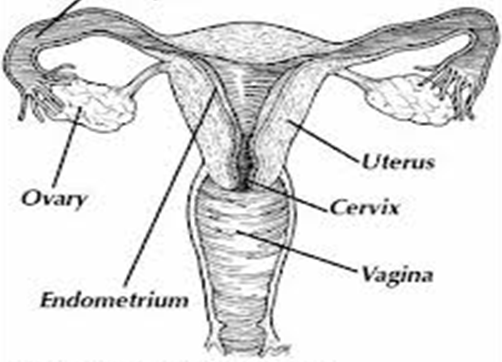 Uterus
Ovary
Cervix
Vagina
Endometrium